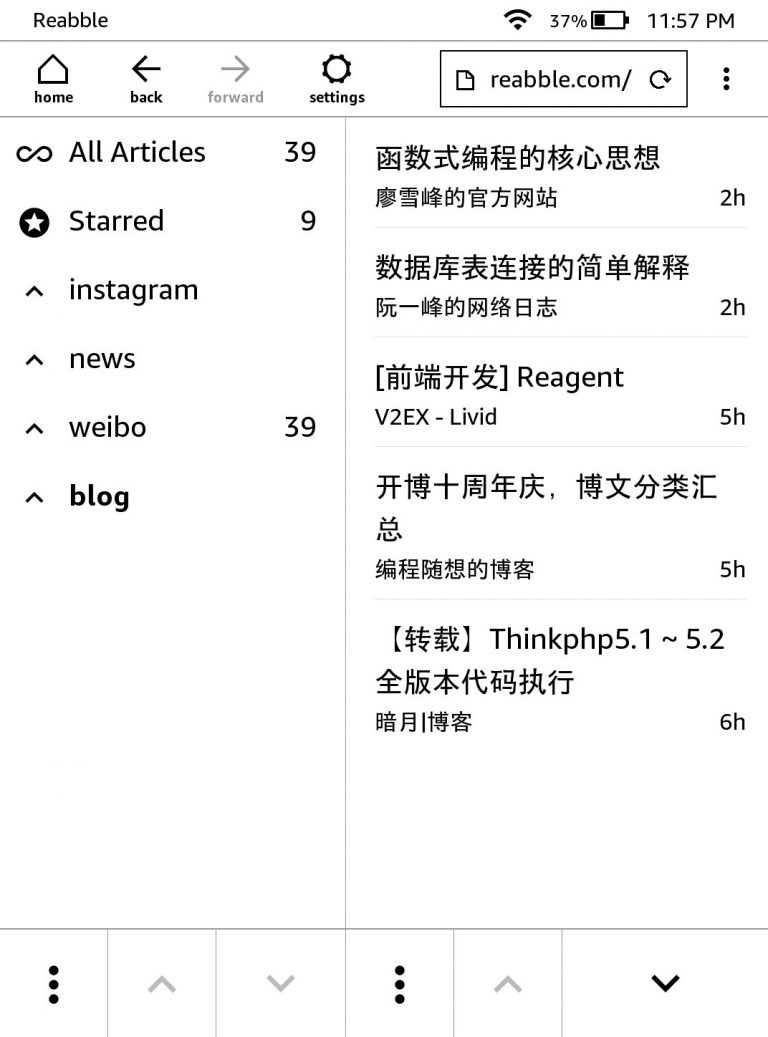 Reabble
37%
11:57 PM
home
back
forward
settings
reabble.com/
All Articles 39
Starred 9
instagram
news
weibo 39
blog
函数式编程的核心思想
廖雪峰的官方网站 2h
数据库表连接的简单解释
阮一峰的网络日志 2h
[前端开发] Reagent
V2EX - Livid 5h
开博十周年庆，博文分类汇
总
编程随想的博客 5h
【转载】Thinkphp5.1 ~ 5.2
全版本代码执行
暗月|博客 6h